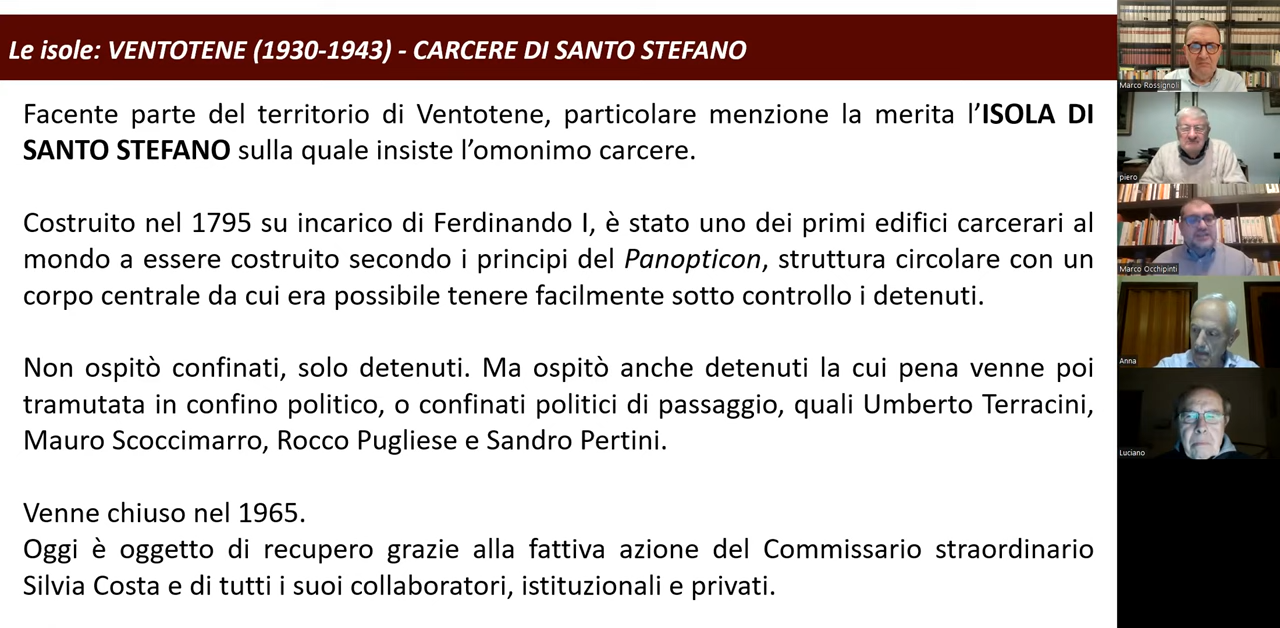 Le isole: VENTOTENE (1930-1943) - CARCERE DI SANTO STEFANO
Facente parte del territorio di Ventotene, particolare menzione la merita l’ISOLA DI
SANTO STEFANO sulla quale insiste l’omonimo carcere.
Costruito nel 1795 su incarico di Ferdinando I, è stato uno dei primi edifici carcerari al
mondo a essere costruito secondo i principi del Panopticon, struttura circolare con un
corpo centrale da cui era possibile tenere facilmente sotto controllo i detenuti.
Non ospitò confinati, solo detenuti. Ma ospitò anche detenuti la cui pena venne poi
tramutata in confino politico, o confinati politici di passaggio, quali Umberto Terracini,
Mauro Scoccimarro, Rocco Pugliese e Sandro Pertini.
Venne chiuso nel 1965.
Oggi è oggetto di recupero grazie alla fattiva azione del Commissario straordinario
Silvia Costa e di tutti i suoi collaboratori, istituzionali e privati.
Marco Rossignoli
piero
Marco Occhipinti
Anna
Luciano